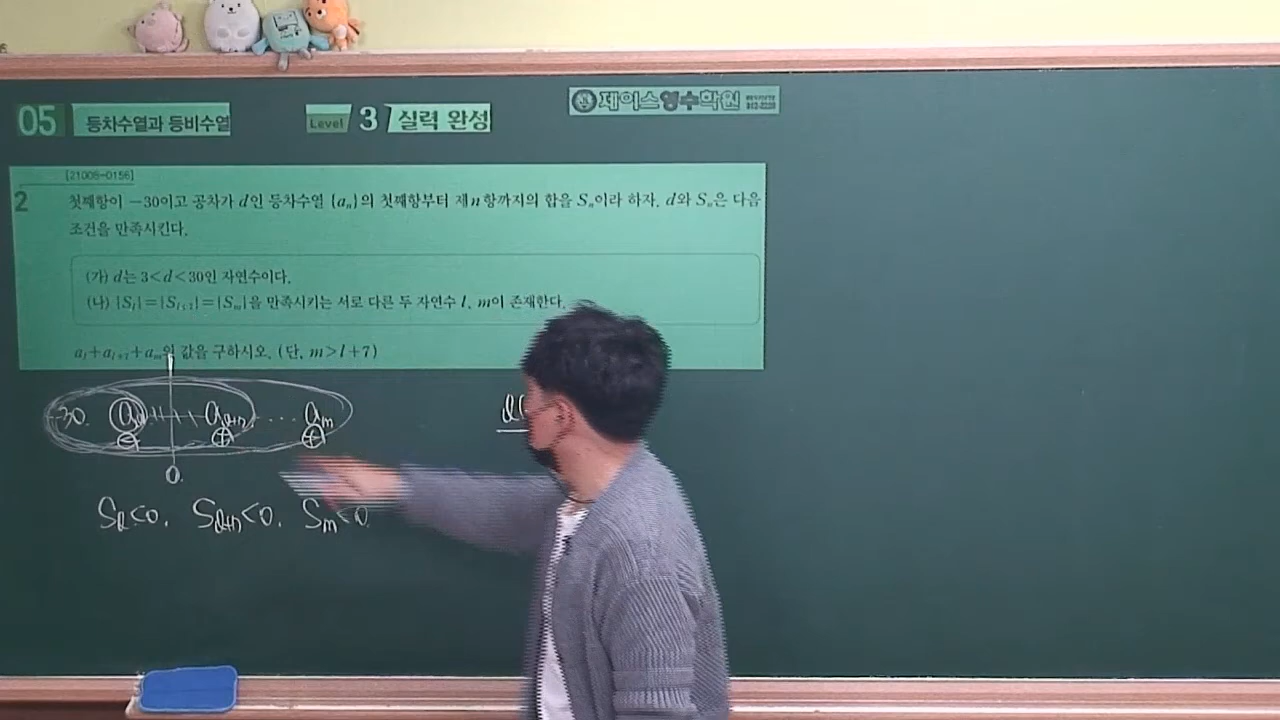 05 등차수열과 등비수열 Level 3 실력 완성 제이스영수학원
[21008-0156]
2 첫째항이 −30이고 공차가 d인 등차수열 {aₙ}의 첫째항부터 제n항까지의 합을 Sₙ이라 하자. d와 Sₙ은 다음
조건을 만족시킨다.
(가) d는 3<d<30인 자연수이다.
(나) |Sₗ|=|Sₗ₊₇|=|Sₘ|을 만족시키는 서로 다른 두 자연수 l, m이 존재한다.
aₗ+aₗ₊₇+aₘ의 값을 구하시오. (단, m>l+7)
-30. ... aₘ
⊖ ⊕ ⊕
0.
<0. <0. Sₘ<0.